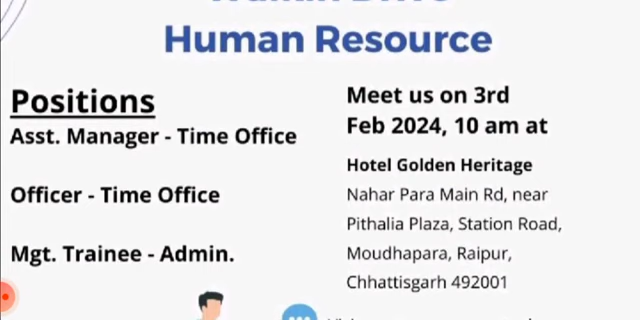 Human Resource
Positions
Asst. Manager - Time Office
Officer - Time Office
Mgt. Trainee - Admin.
Meet us on 3rd
Feb 2024, 10 am at
Hotel Golden Heritage
Nahar Para Main Rd, near
Pithalia Plaza, Station Road,
Moudhapara, Raipur,
Chhattisgarh 492001